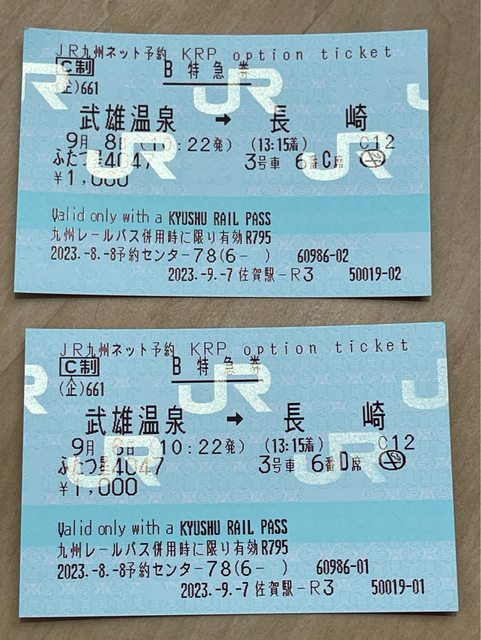 JR九州ネット予約 KRP option ticket
C制 B特急券
(企)661
武雄温泉 → 長崎
9月 8日 (10:22発) (13:15着) C12
ふたつ星4047 3号車 6番C席
￥1,000
Valid only with a KYUSHU RAIL PASS
九州レールパス併用時に限り有効R795
2023.-8.-8予約センター78(6- ) 60986-02
2023.-9.-7 佐賀駅-R3 50019-02
JR九州ネット予約 KRP option ticket
C制 B特急券
(企)661
武雄温泉 → 長崎
9月 8日 (10:22発) (13:15着) C12
ふたつ星4047 3号車 6番D席
￥1,000
Valid only with a KYUSHU RAIL PASS
九州レールパス併用時に限り有効R795
2023.-8.-8予約センター78(6- ) 60986-01
2023.-9.-7 佐賀駅-R3 50019-01